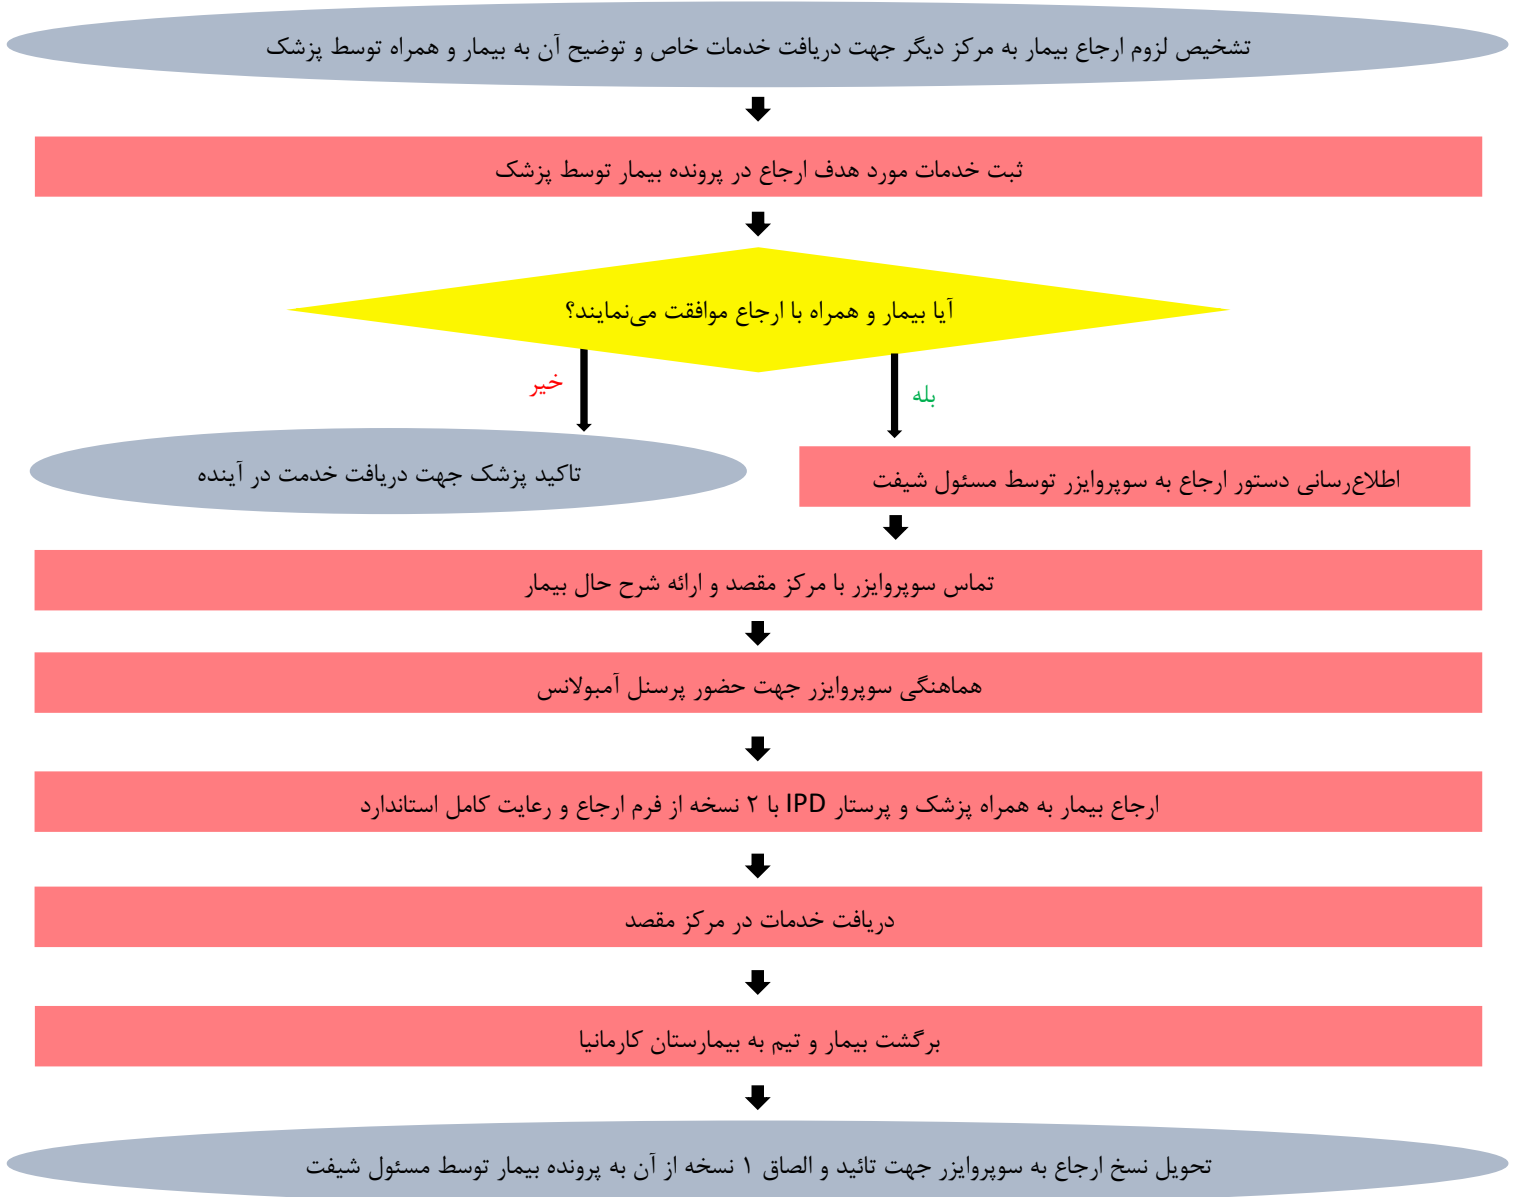 تشخیص لزوم ارجاع بیمار به مرکز دیگر جهت دریافت خدمات خاص و توضیح آن به بیمار و همراه توسط پزشک
ثبت خدمات مورد هدف ارجاع در پرونده بیمار توسط پزشک
آیا بیمار و همراه با ارجاع موافقت می‌نمایند؟
بله
خیر
اطلاع‌رسانی دستور ارجاع به سوپروایزر توسط مسئول شیفت
تاکید پزشک جهت دریافت خدمت در آینده
تماس سوپروایزر با مرکز مقصد و ارائه شرح حال بیمار
هماهنگی سوپروایزر جهت حضور پرسنل آمبولانس
ارجاع بیمار به همراه پزشک و پرستار IPD با ۲ نسخه از فرم ارجاع و رعایت کامل استاندارد
دریافت خدمات در مرکز مقصد
برگشت بیمار و تیم به بیمارستان کارمانیا
تحویل نسخ ارجاع به سوپروایزر جهت تائید و الصاق ۱ نسخه از آن به پرونده بیمار توسط مسئول شیفت